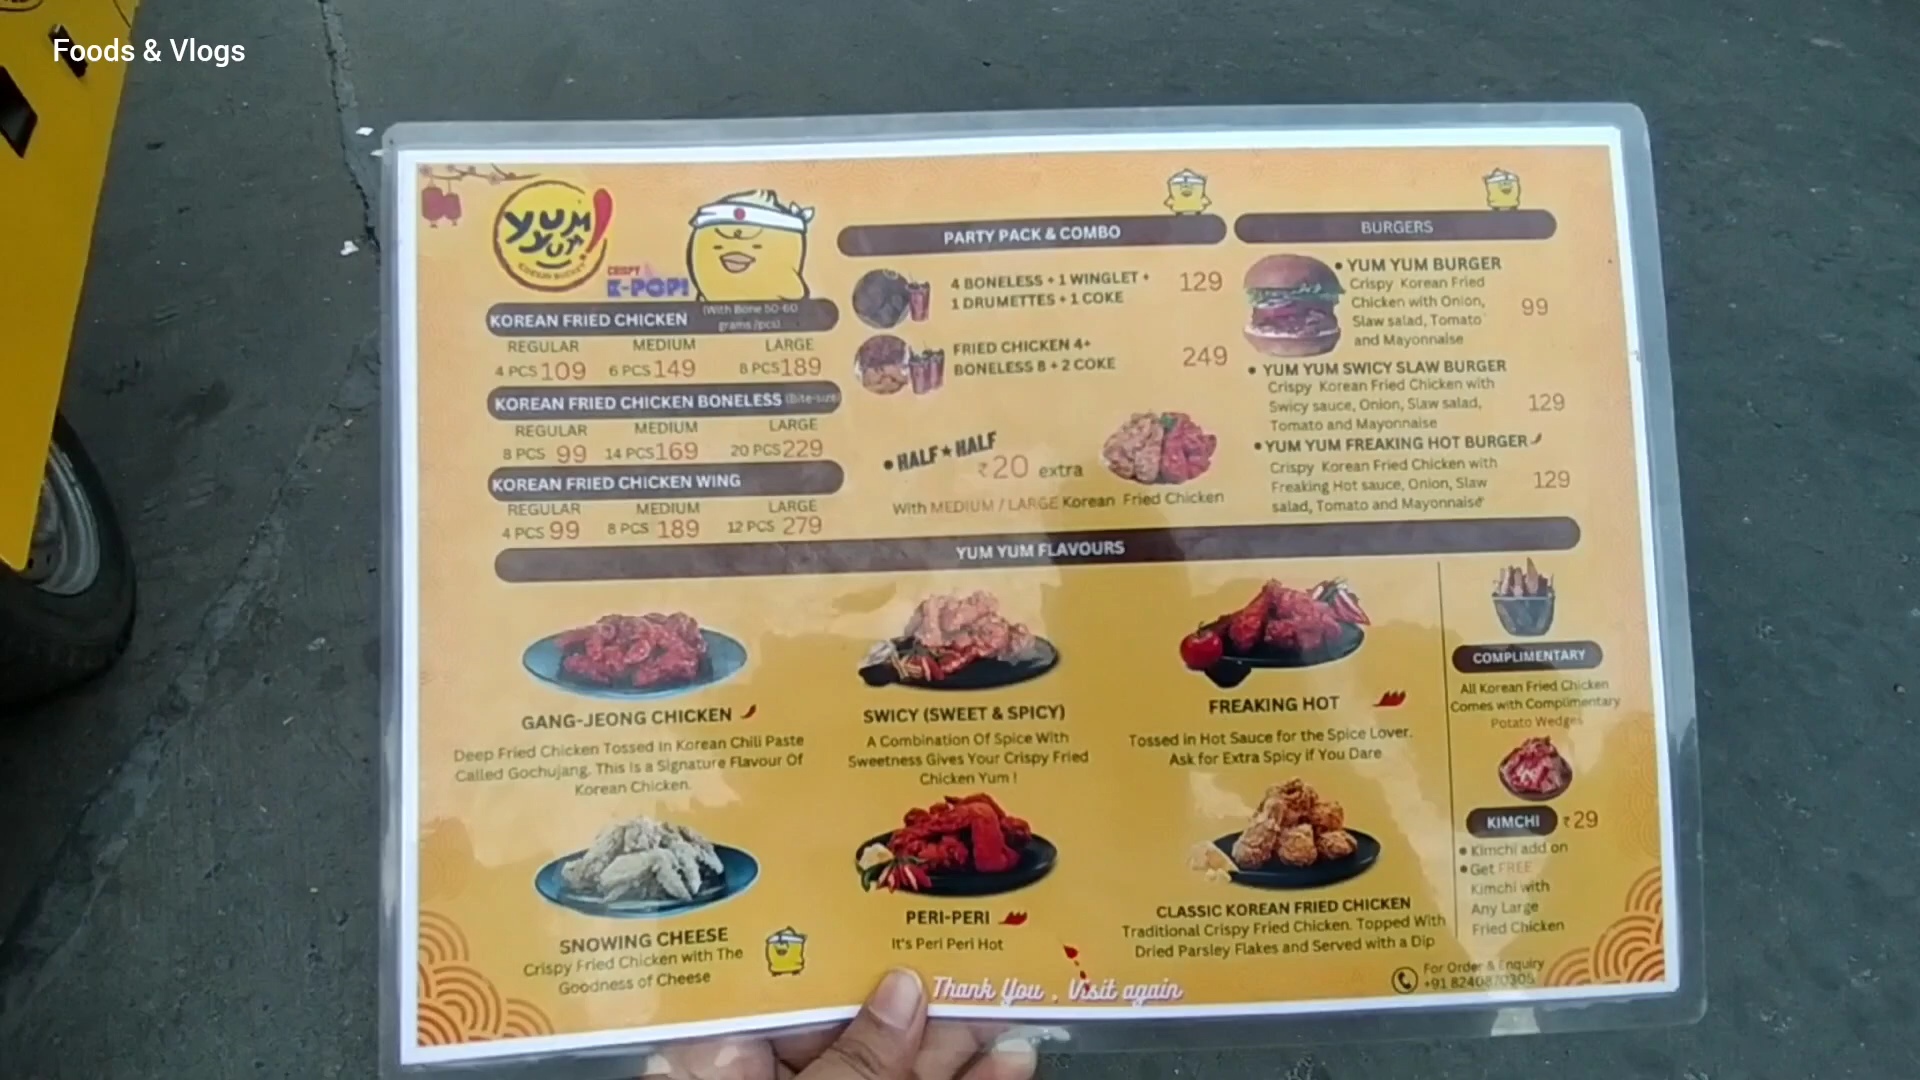 Foods & Vlogs
YUM
YUM!
KOREAN BUCKET
CRISPY
K-POP!
KOREAN FRIED CHICKEN (With Bone 50-60 grams /pcs)
REGULAR MEDIUM LARGE
4 PCS 109 6 PCS 149 8 PCS 189
KOREAN FRIED CHICKEN BONELESS (Bite-size)
REGULAR MEDIUM LARGE
8 PCS 99 14 PCS 169 20 PCS 229
KOREAN FRIED CHICKEN WING
REGULAR MEDIUM LARGE
4 PCS 99 8 PCS 189 12 PCS 279
PARTY PACK & COMBO
4 BONELESS + 1 WINGLET + 129
1 DRUMETTES + 1 COKE
FRIED CHICKEN 4+ 249
BONELESS 8 + 2 COKE
• HALF ★ HALF
₹20 extra
With MEDIUM / LARGE Korean Fried Chicken
BURGERS
• YUM YUM BURGER
Crispy Korean Fried
Chicken with Onion,
Slaw salad, Tomato
and Mayonnaise
99
• YUM YUM SWICY SLAW BURGER
Crispy Korean Fried Chicken with
Swicy sauce, Onion, Slaw salad,
Tomato and Mayonnaise
129
• YUM YUM FREAKING HOT BURGER
Crispy Korean Fried Chicken with
Freaking Hot sauce, Onion, Slaw
salad, Tomato and Mayonnaise
129
YUM YUM FLAVOURS
GANG-JEONG CHICKEN
Deep Fried Chicken Tossed In Korean Chili Paste
Called Gochujang. This Is a Signature Flavour Of
Korean Chicken.
SWICY (SWEET & SPICY)
A Combination Of Spice With
Sweetness Gives Your Crispy Fried
Chicken Yum !
FREAKING HOT
Tossed in Hot Sauce for the Spice Lover.
Ask for Extra Spicy if You Dare
SNOWING CHEESE
Crispy Fried Chicken with The
Goodness of Cheese
PERI-PERI
It's Peri Peri Hot
CLASSIC KOREAN FRIED CHICKEN
Traditional Crispy Fried Chicken. Topped With
Dried Parsley Flakes and Served with a Dip
COMPLIMENTARY
All Korean Fried Chicken
Comes with Complimentary
Potato Wedges
KIMCHI ₹29
• Kimchi add on
• Get FREE
Kimchi with
Any Large
Fried Chicken
Thank You , Visit again
For Order & Enquiry
+91 8240870305